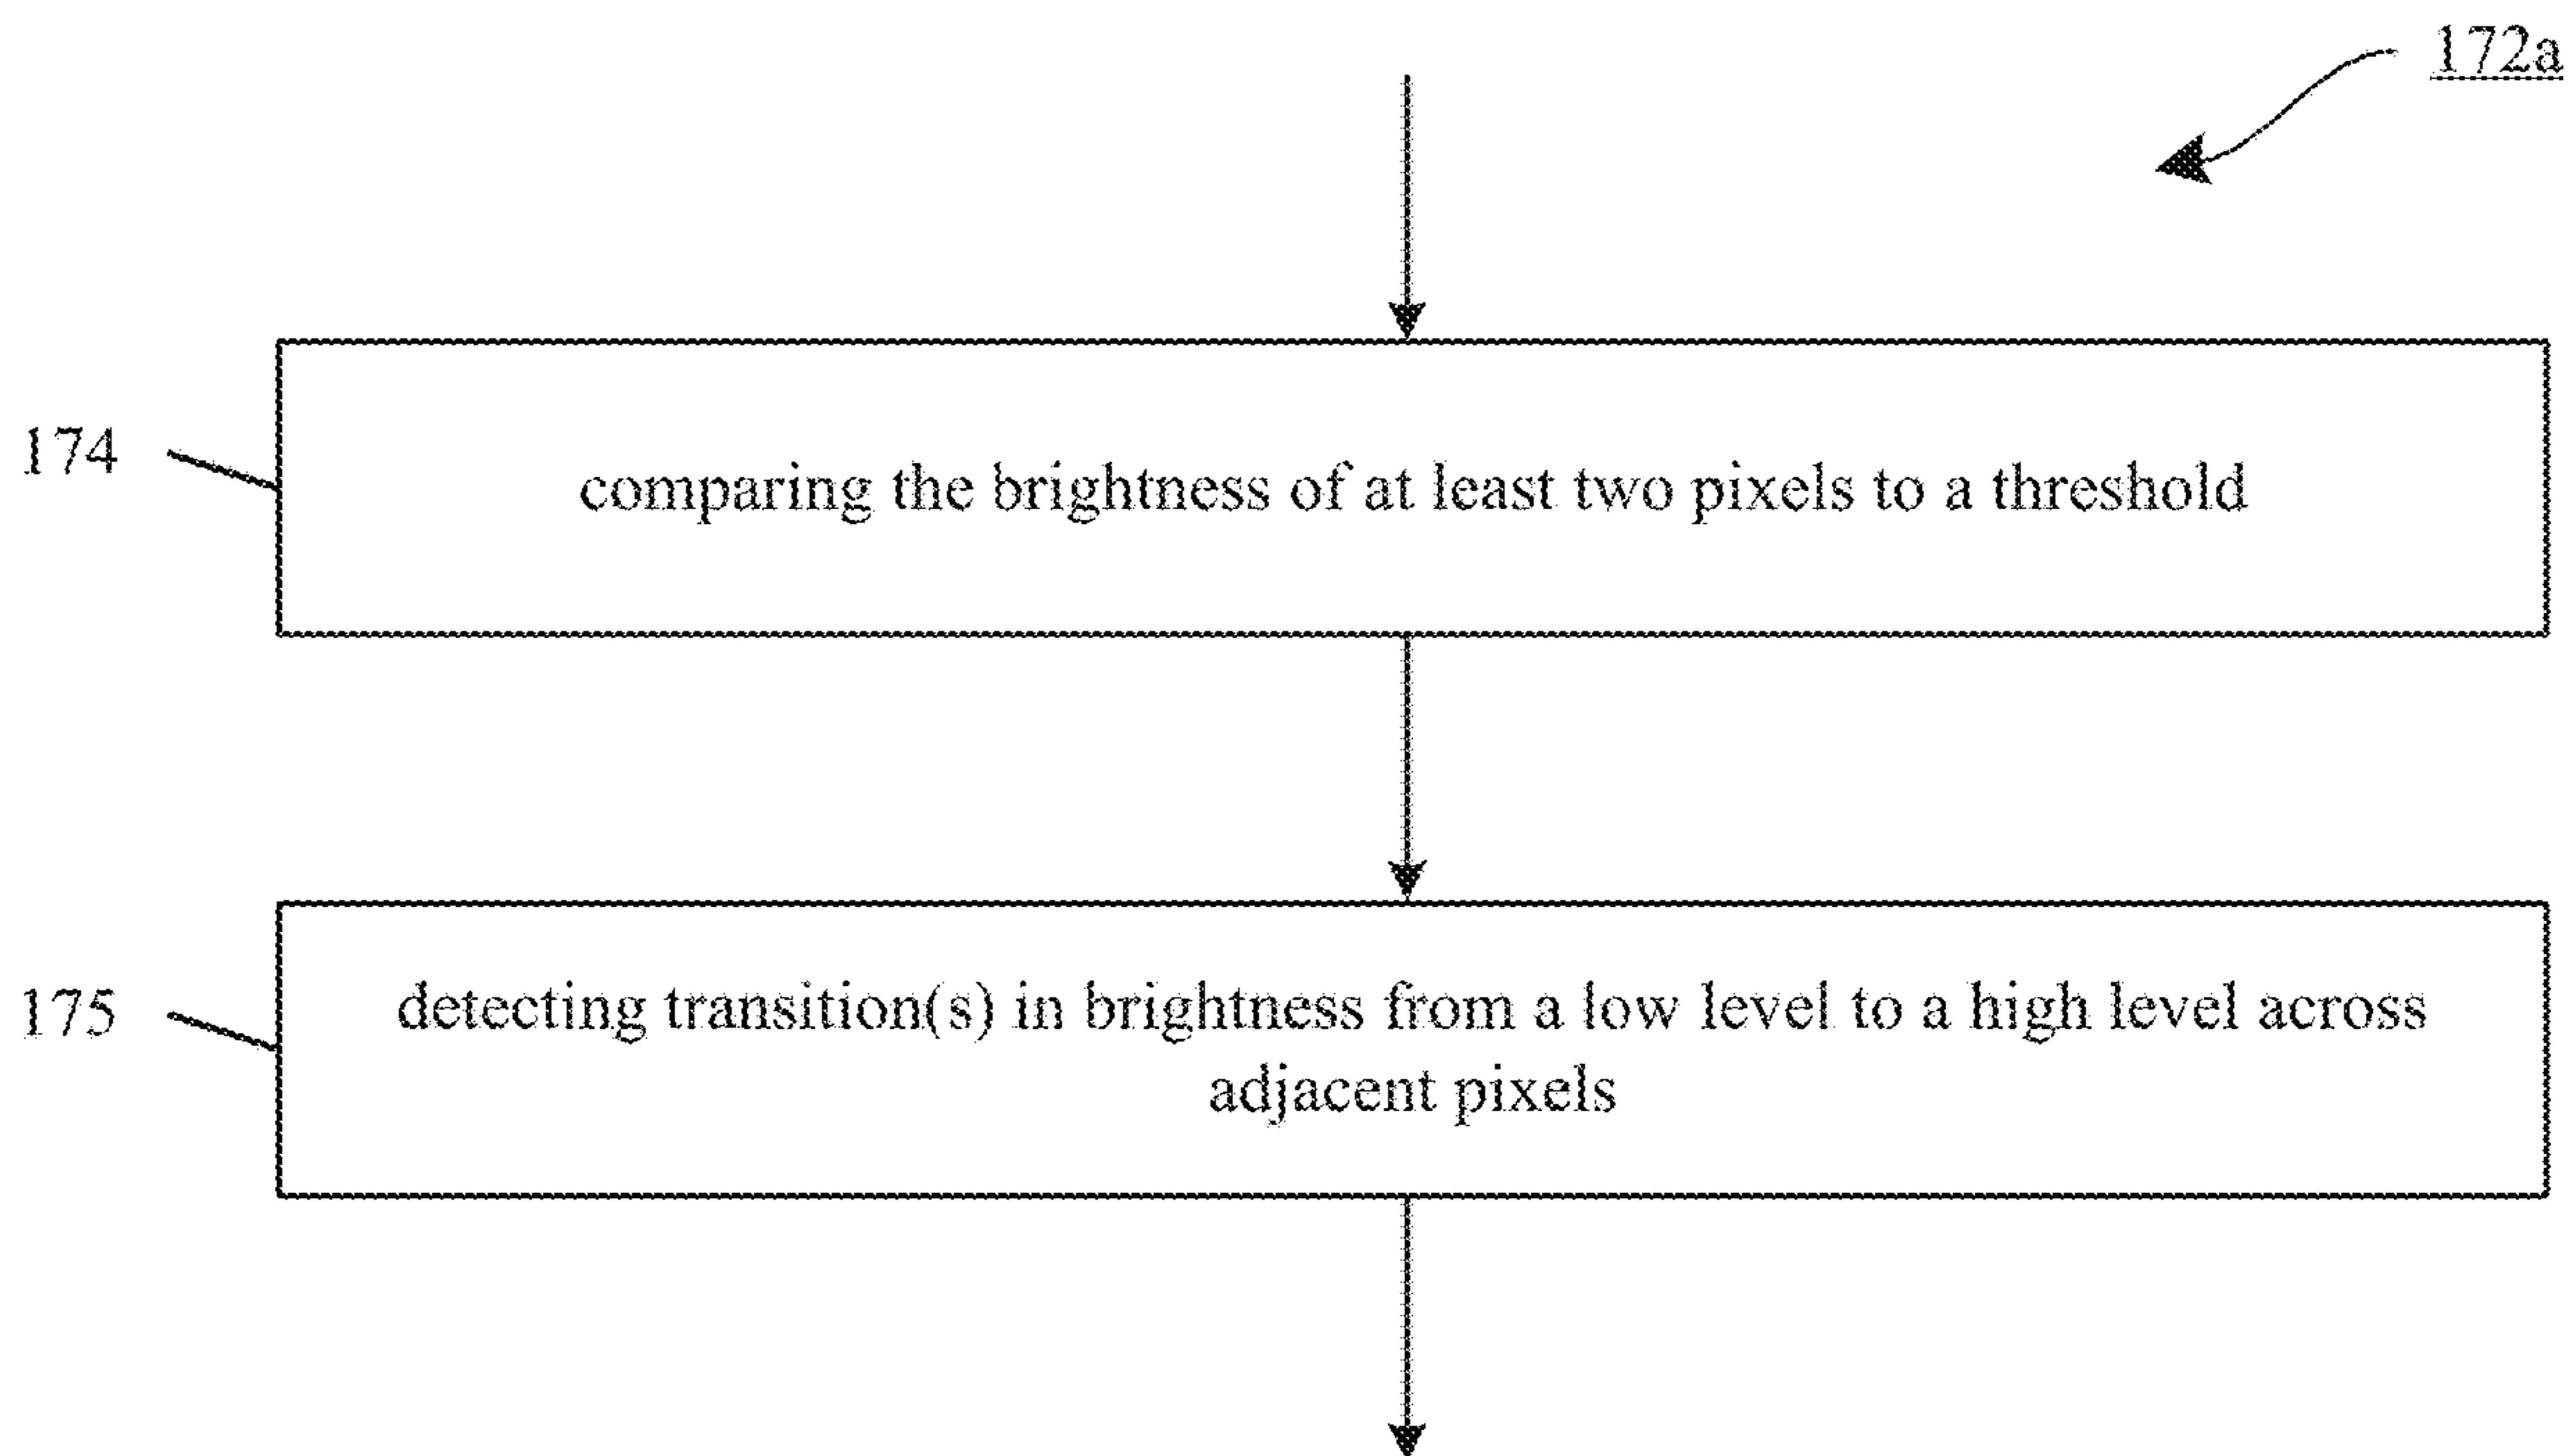 172a
174
comparing the brightness of at least two pixels to a threshold
175
detecting transition(s) in brightness from a low level to a high level across
adjacent pixels